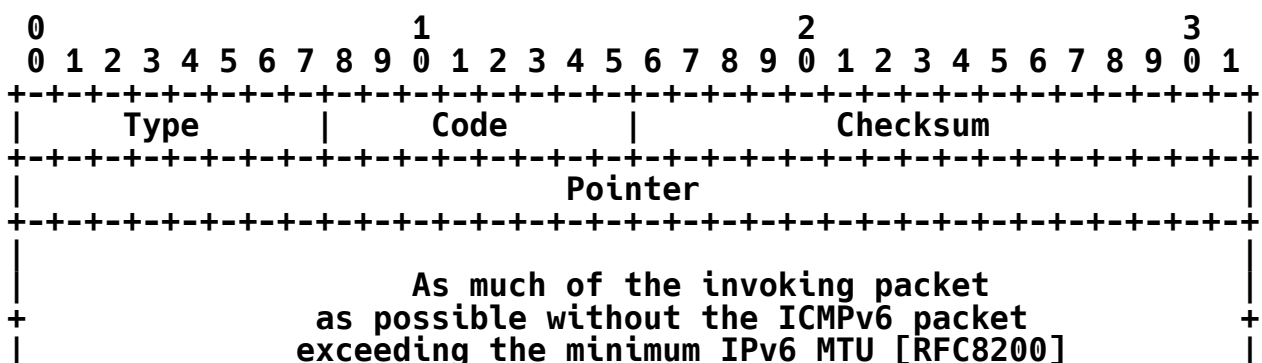 0                   1                   2                   3
 0 1 2 3 4 5 6 7 8 9 0 1 2 3 4 5 6 7 8 9 0 1 2 3 4 5 6 7 8 9 0 1
+-+-+-+-+-+-+-+-+-+-+-+-+-+-+-+-+-+-+-+-+-+-+-+-+-+-+-+-+-+-+-+-+
|     Type      |     Code      |          Checksum             |
+-+-+-+-+-+-+-+-+-+-+-+-+-+-+-+-+-+-+-+-+-+-+-+-+-+-+-+-+-+-+-+-+
|                            Pointer                            |
+-+-+-+-+-+-+-+-+-+-+-+-+-+-+-+-+-+-+-+-+-+-+-+-+-+-+-+-+-+-+-+-+
|                                                               |
|                    As much of the invoking packet             |
+               as possible without the ICMPv6 packet           +
|              exceeding the minimum IPv6 MTU [RFC8200]         |